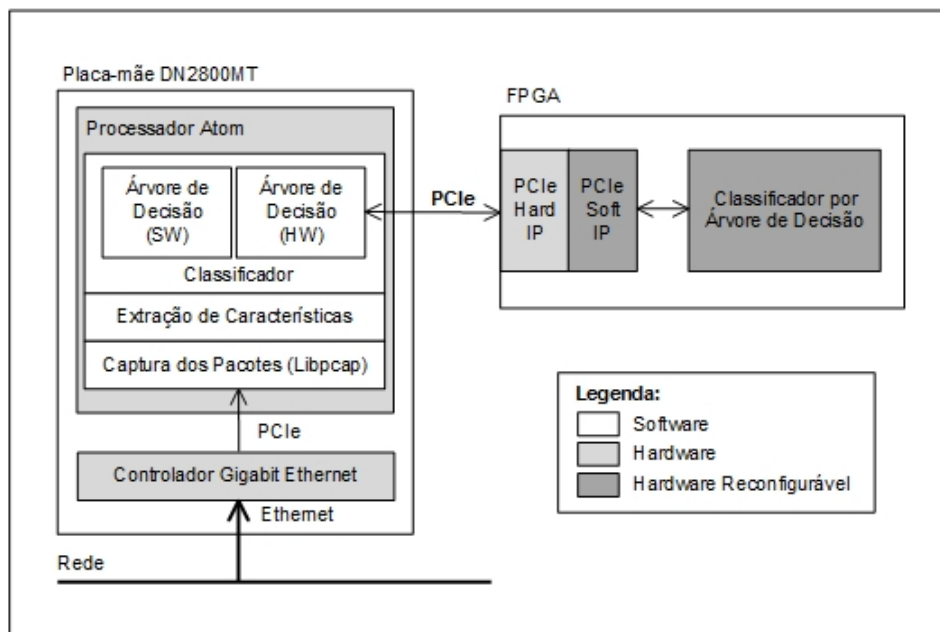 Placa-mãe DN2800MT
Processador Atom
Árvore de
Decisão
(SW)
Árvore de
Decisão
(HW)
Classificador
Extração de Características
Captura dos Pacotes (Libpcap)
PCIe
Controlador Gigabit Ethernet
Ethernet
Rede
PCIe
FPGA
PCIe
Hard
IP
PCIe
Soft
IP
Classificador por
Árvore de Decisão
Legenda:
Software
Hardware
Hardware Reconfigurável